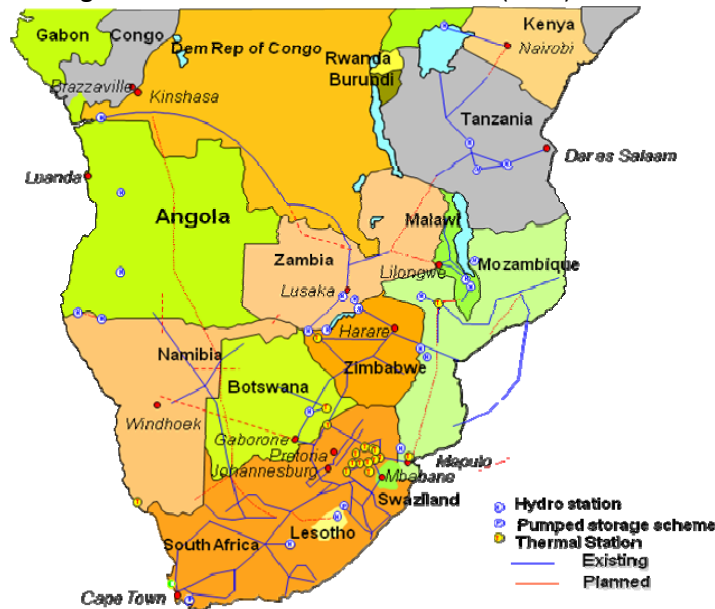 Kenya
Gabon
Congo
Dem Rep of Congo
Nairobi
Rwanda
Burundi
Brazzaville
Kinshasa
Tanzania
Dar es Salaam
Luanda
Angola
Malawi
Zambia
Lilongwe
Mozambique
Lusaka
Harare
Namibia
Zimbabwe
Botswana
Windhoek
Gaborone
Pretoria
Johannesburg
Maputo
Mbabane
Swaziland
Hydro station
Pumped storage scheme
Thermal Station
Existing
Planned
Lesotho
South Africa
Cape Town